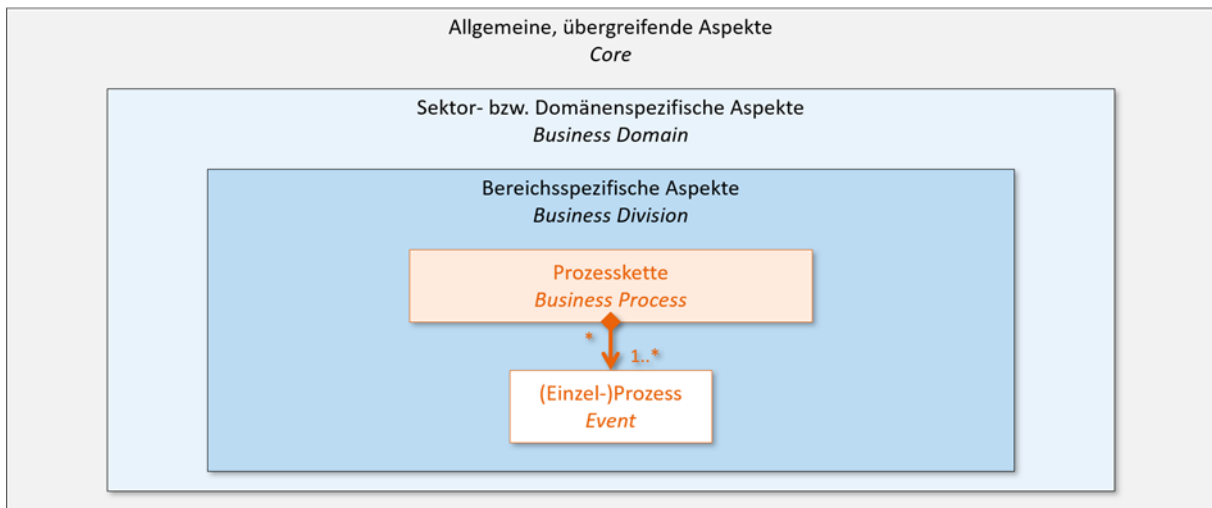 Allgemeine, übergreifende Aspekte
Core
Sektor- bzw. Domänenspezifische Aspekte
Business Domain
Bereichsspezifische Aspekte
Business Division
Prozesskette
Business Process
*
1..*
(Einzel-)Prozess
Event